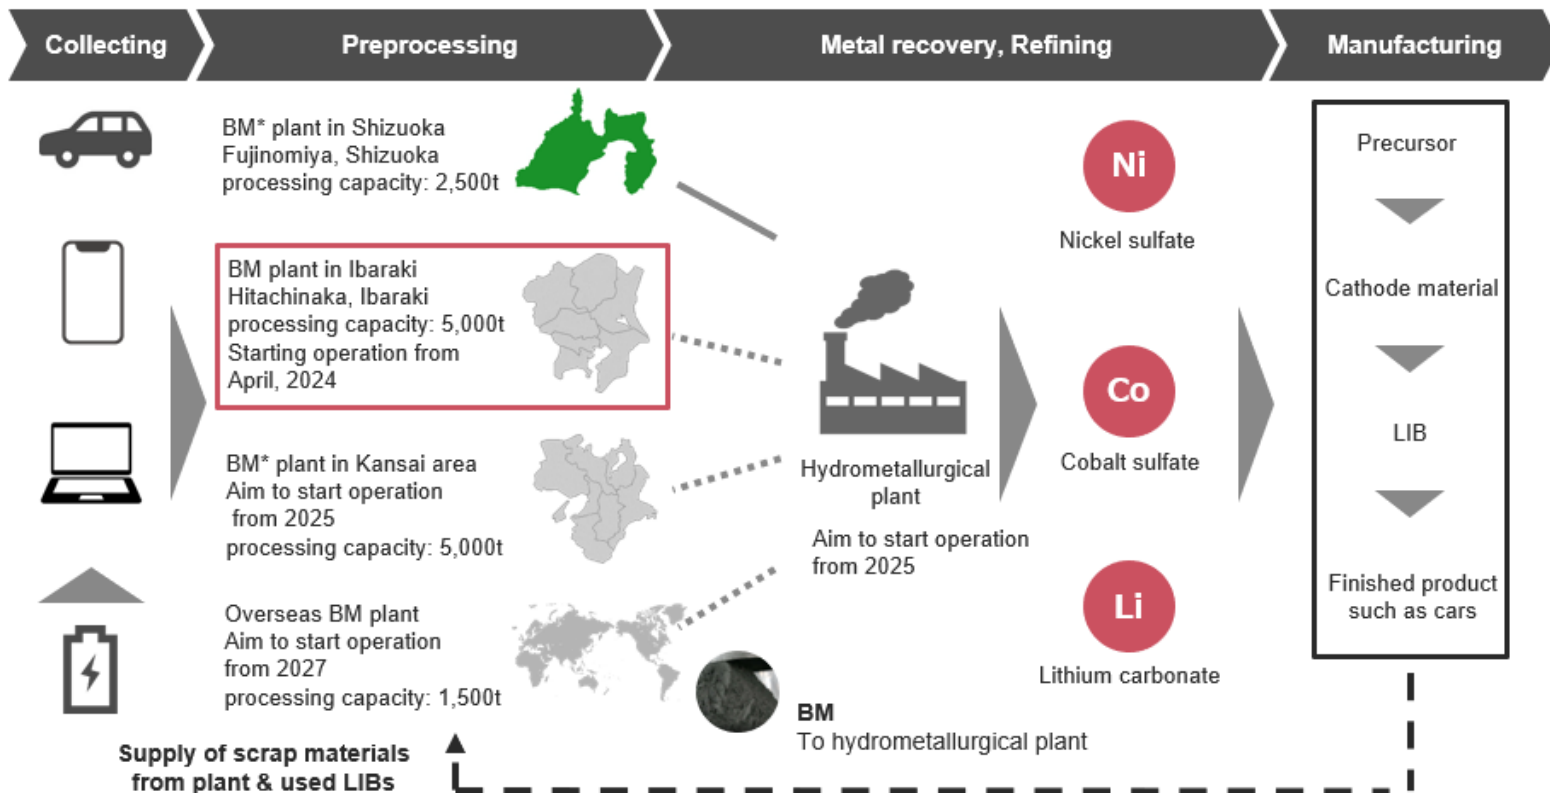 Collecting
Preprocessing
Metal recovery, Refining
Manufacturing
BM* plant in Shizuoka
Fujinomiya, Shizuoka
processing capacity: 2,500t
BM plant in Ibaraki
Hitachinaka, Ibaraki
processing capacity: 5,000t
Starting operation from
April, 2024
BM* plant in Kansai area
Aim to start operation
from 2025
processing capacity: 5,000t
Overseas BM plant
Aim to start operation
from 2027
processing capacity: 1,500t
Supply of scrap materials
from plant & used LIBs
BM
To hydrometallurgical plant
Hydrometallurgical
plant
Aim to start operation
from 2025
Ni
Nickel sulfate
Co
Cobalt sulfate
Li
Lithium carbonate
Precursor
Cathode material
LIB
Finished product
such as cars